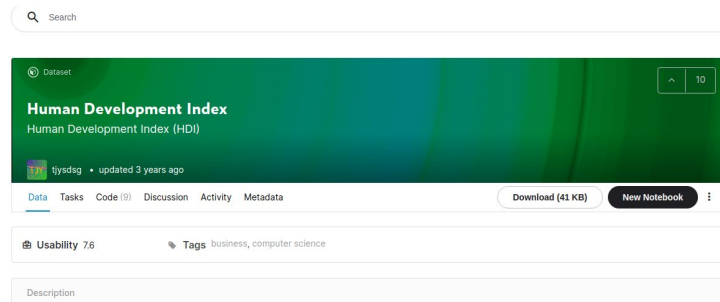 Search
Dataset
10
Human Development Index
Human Development Index (HDI)
TJY tjysdsg • updated 3 years ago
Data Tasks Code (9) Discussion Activity Metadata Download (41 KB) New Notebook
Usability 7.6 Tags business, computer science
Description